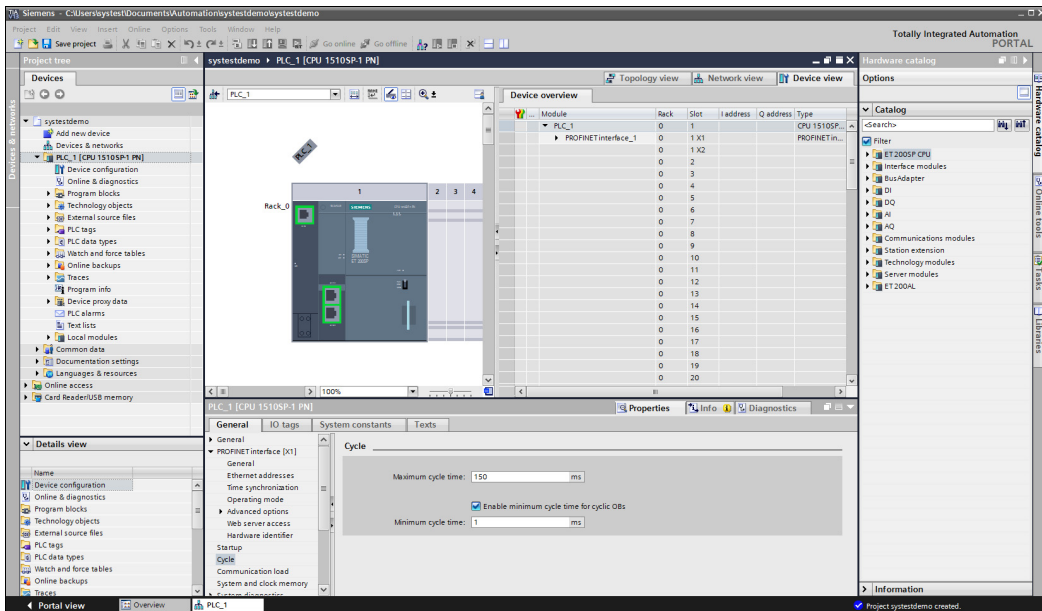 Siemens - C:\Users\systest\Documents\Automation\systestdemo\systestdemo
Project Edit View Insert Online Options Tools Window Help
Totally Integrated Automation
PORTAL
Save project
Go online
Go offline
Project tree
systestdemo
PLC_1 [CPU 1510SP-1 PN]
Hardware catalog
Devices
Topology view
Network view
Device view
Options
PLC_1
Device overview
Catalog
<Search>
Filter
Devices & networks
systestdemo
Add new device
Devices & networks
PLC_1 [CPU 1510SP-1 PN]
Device configuration
Online & diagnostics
Program blocks
Technology objects
External source files
PLC tags
PLC data types
Watch and force tables
Online backups
Traces
Program info
Device proxy data
PLC alarms
Text lists
Local modules
Common data
Documentation settings
Languages & resources
Online access
Card Reader/USB memory
PLC_1
Rack_0
1 2 3 4
SIEMENS
SIMATIC
ET 200SP
100%
... Module Rack Slot I address Q address Type
PLC_1 0 1 CPU 1510SP...
PROFINET interface_1 0 1 X1 PROFINET in...
0 1 X2
0 2
0 3
0 4
0 5
0 6
0 7
0 8
0 9
0 10
0 11
0 12
0 13
0 14
0 15
0 16
0 17
0 18
0 19
0 20
ET 200SP CPU
Interface modules
BusAdapter
DI
DQ
AI
AQ
Communications modules
Station extension
Technology modules
Server modules
ET 200AL
Hardware catalog
Online tools
Tasks
Libraries
PLC_1 [CPU 1510SP-1 PN]
Properties
Info
Diagnostics
General
IO tags
System constants
Texts
General
PROFINET interface [X1]
General
Ethernet addresses
Time synchronization
Operating mode
Advanced options
Web server access
Hardware identifier
Startup
Cycle
Communication load
System and clock memory
System diagnostics
Cycle
Maximum cycle time: 150 ms
Enable minimum cycle time for cyclic OBs
Minimum cycle time: 1 ms
Details view
Name
Device configuration
Online & diagnostics
Program blocks
Technology objects
External source files
PLC tags
PLC data types
Watch and force tables
Online backups
Traces
Information
Portal view
Overview
PLC_1
Project systestdemo created.